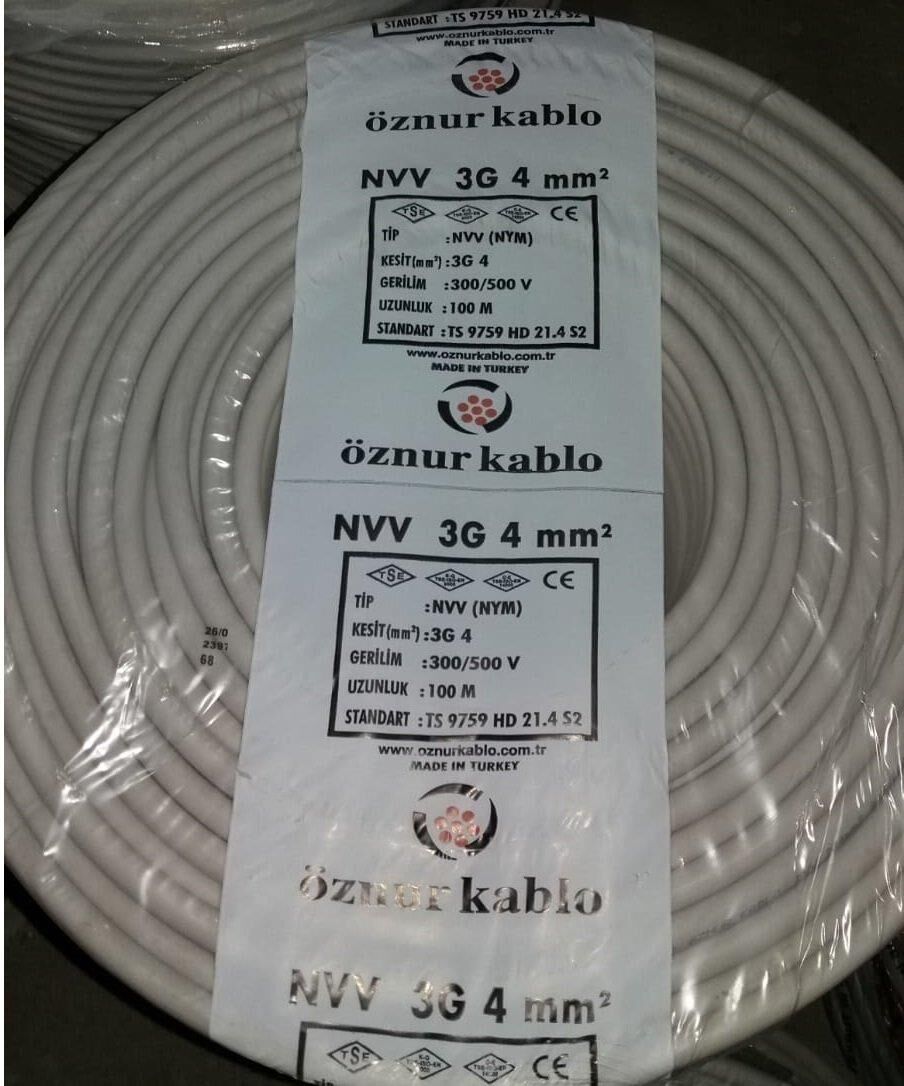 STANDART : TS 9759 HD 21.4 S2
www.oznurkablo.com.tr
MADE IN TURKEY
öznur kablo
NVV 3G 4 mm²
TSE CE
TİP :NVV (NYM)
KESİT(mm²) :3G 4
GERİLİM :300/500 V
UZUNLUK :100 M
STANDART :TS 9759 HD 21.4 S2
www.oznurkablo.com.tr
MADE IN TURKEY
öznur kablo
NVV 3G 4 mm²
TSE CE
TİP :NVV (NYM)
KESİT(mm²) :3G 4
GERİLİM :300/500 V
UZUNLUK :100 M
STANDART :TS 9759 HD 21.4 S2
www.oznurkablo.com.tr
MADE IN TURKEY
26/0
2397
68
öznur kablo
NVV 3G 4 mm²
TSE CE